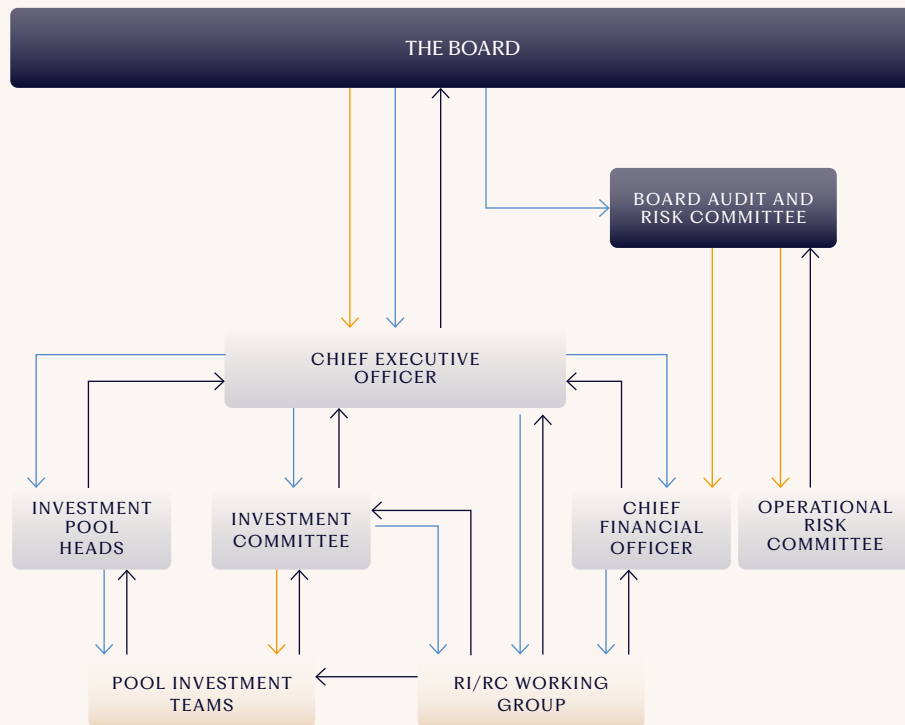 THE BOARD
BOARD AUDIT AND
RISK COMMITTEE
CHIEF EXECUTIVE
OFFICER
INVESTMENT
POOL
HEADS
INVESTMENT
COMMITTEE
CHIEF
FINANCIAL
OFFICER
OPERATIONAL
RISK
COMMITTEE
POOL INVESTMENT
TEAMS
RI/RC WORKING
GROUP